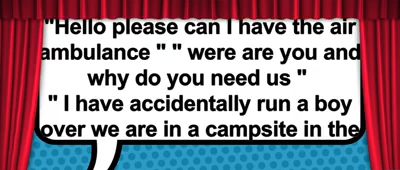 "Hello please can I have the air
ambulance " " were are you and
why do you need us "
" I have accidentally run a boy
over we are in a campsite in the